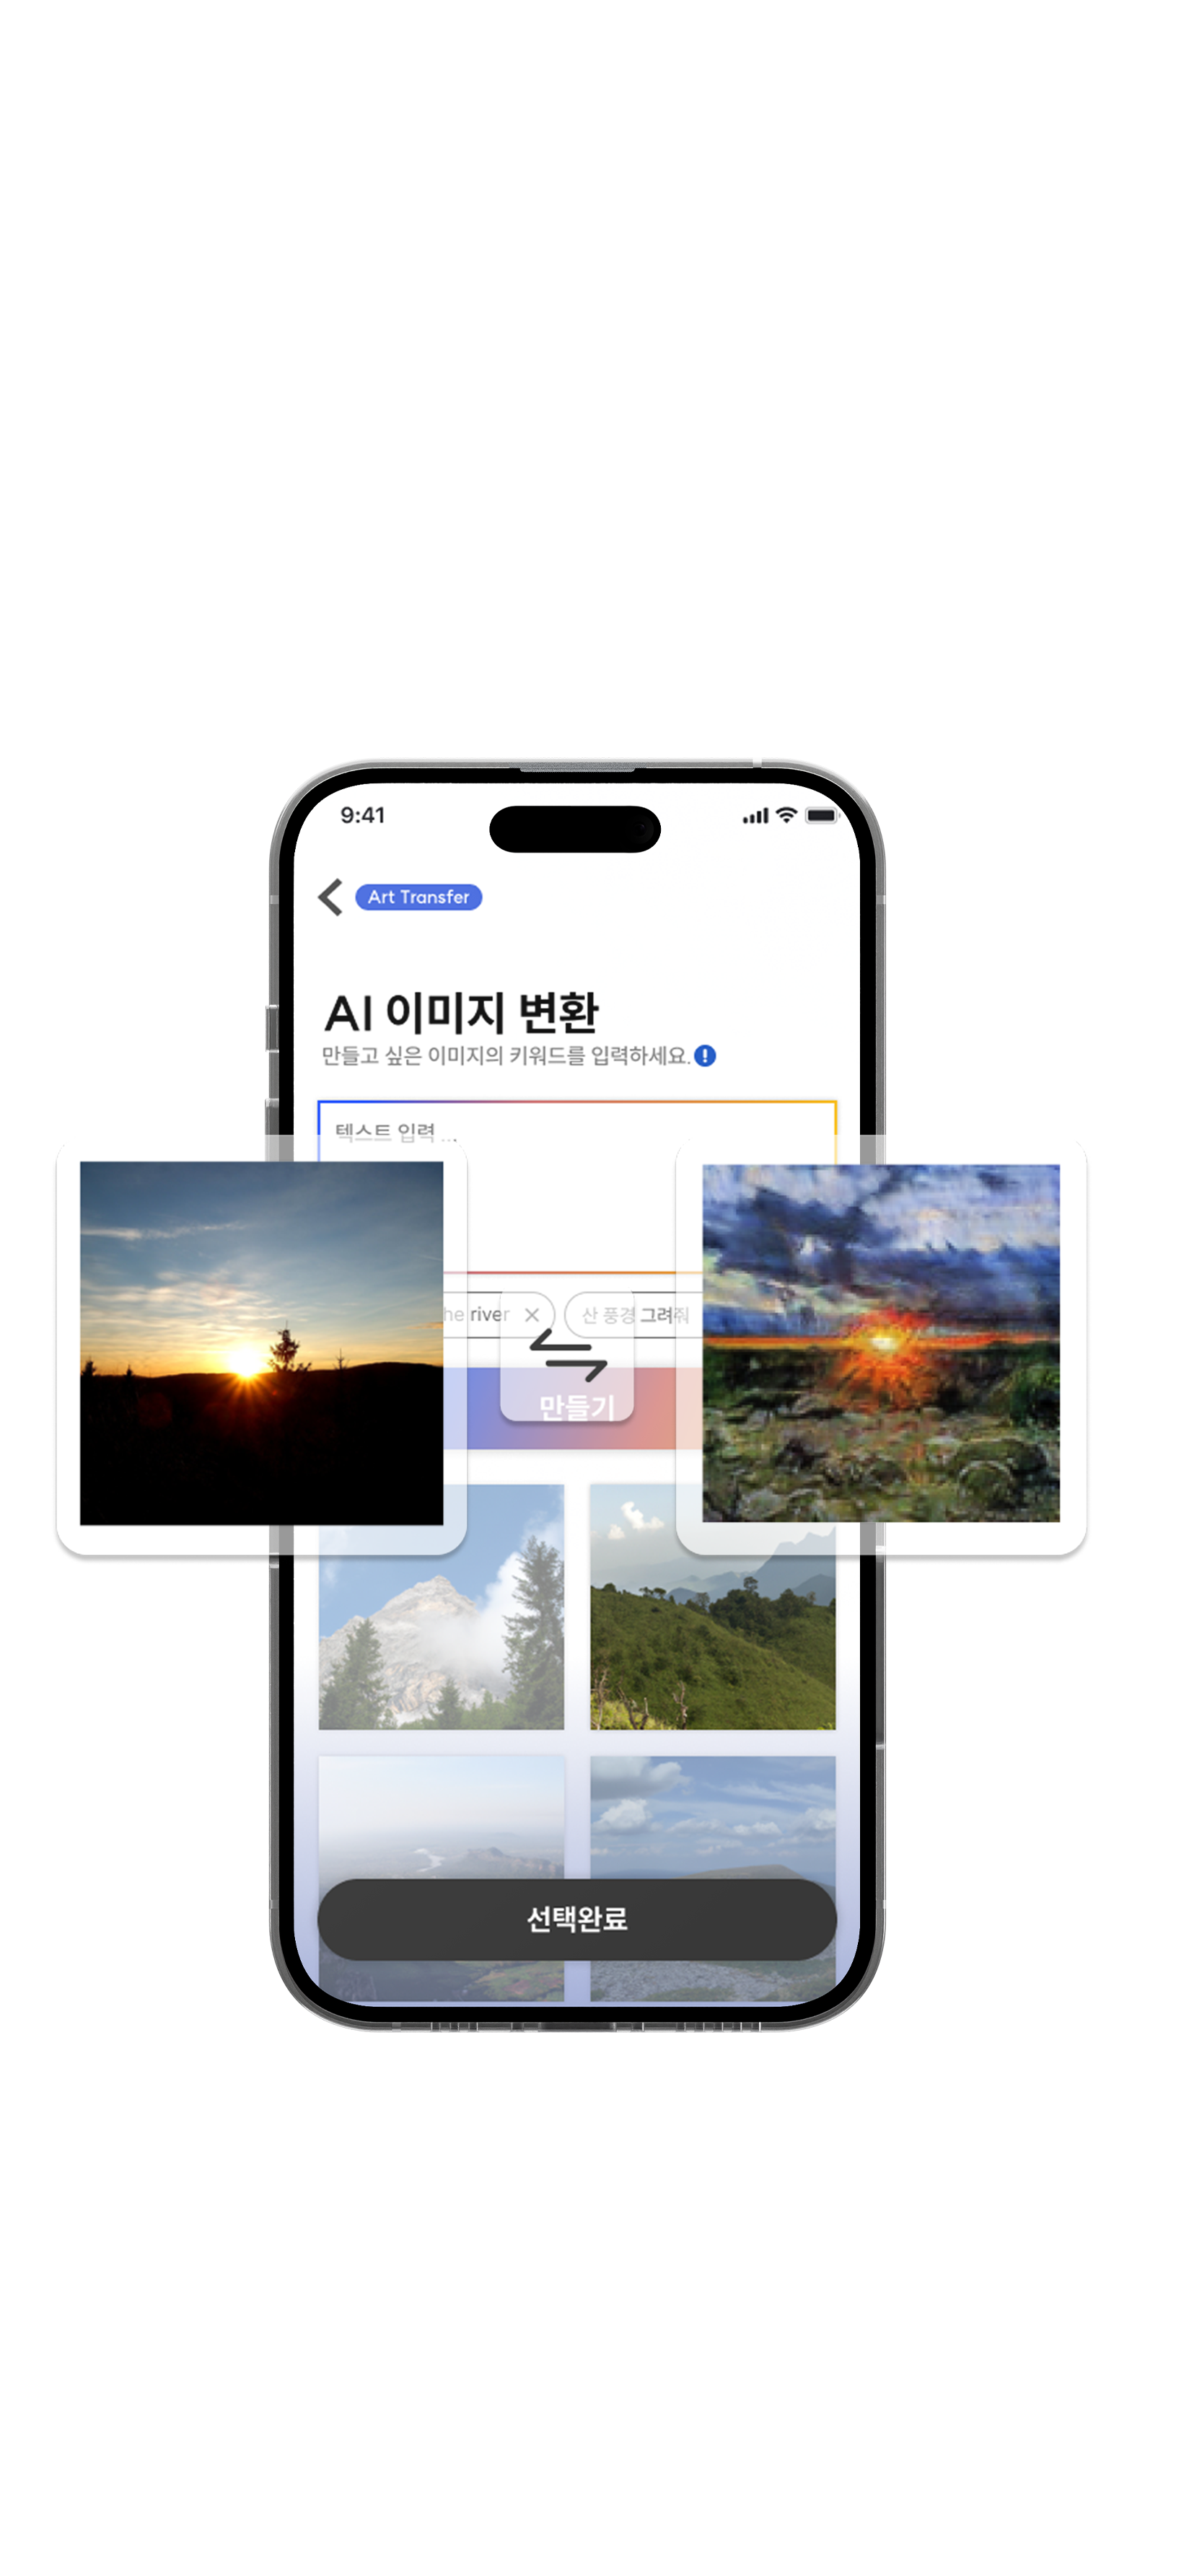 9:41
Art Transfer
AI 이미지 변환
만들고 싶은 이미지의 키워드를 입력하세요.
텍스트 입력 ...
he river
산 풍경 그려줘
만들기
선택완료